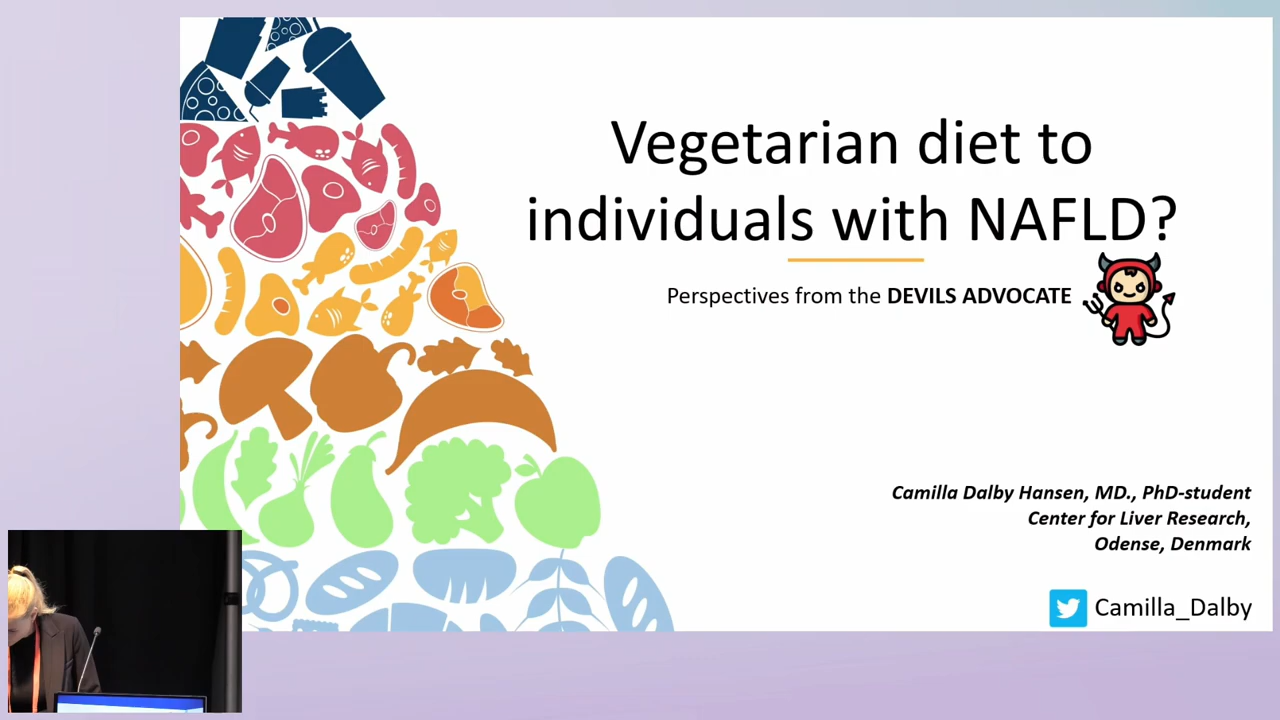 Vegetarian diet to
individuals with NAFLD?
Perspectives from the DEVILS ADVOCATE
Camilla Dalby Hansen, MD., PhD-student
Center for Liver Research,
Odense, Denmark
Camilla_Dalby